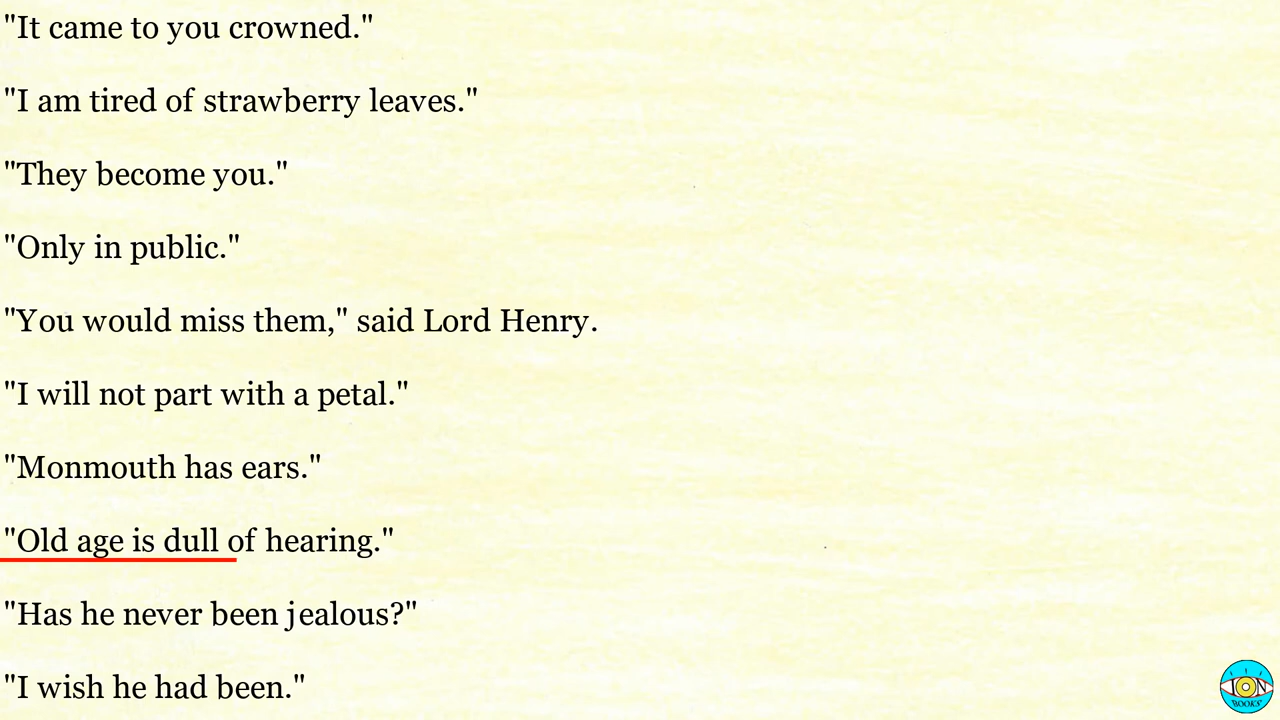 "It came to you crowned."
"I am tired of strawberry leaves."
"They become you."
"Only in public."
"You would miss them," said Lord Henry.
"I will not part with a petal."
"Monmouth has ears."
"Old age is dull of hearing."
"Has he never been jealous?"
"I wish he had been."
ION
BOOKS